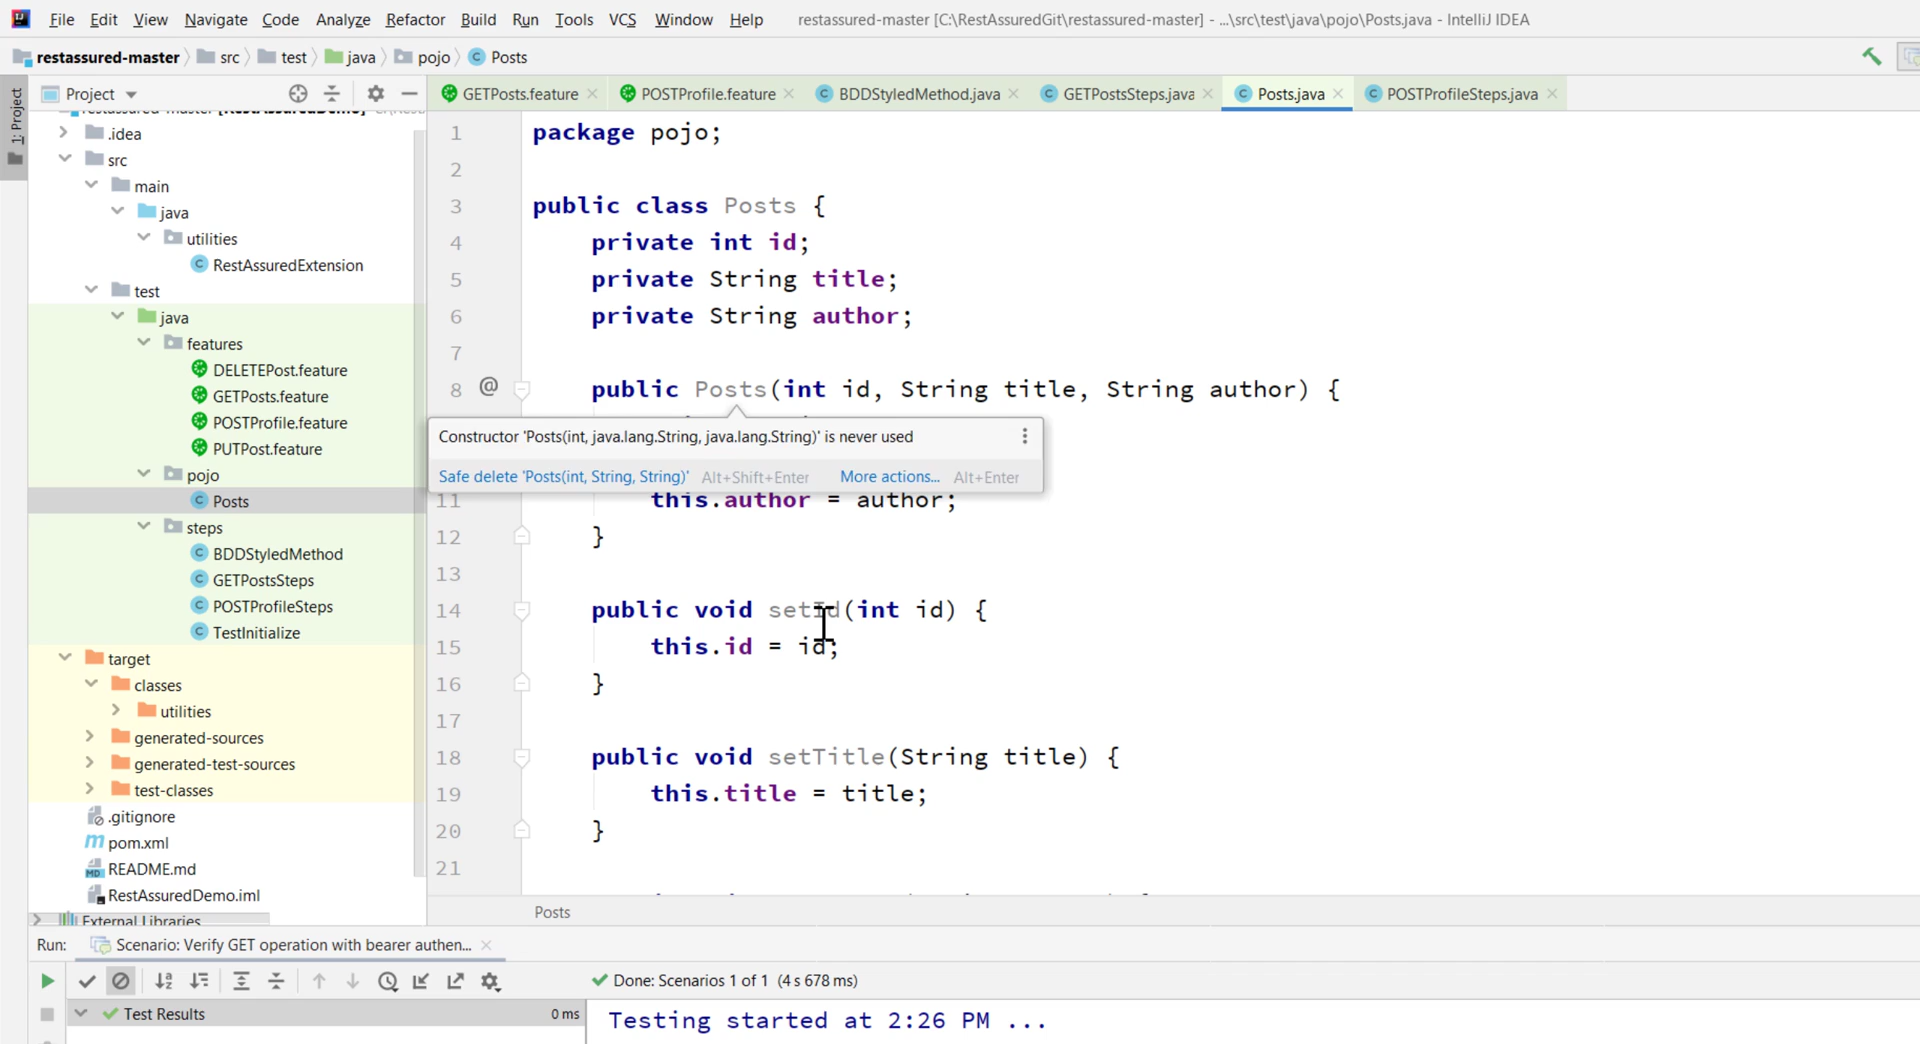 File Edit View Navigate Code Analyze Refactor Build Run Tools VCS Window Help restassured-master [C:\RestAssuredGit\restassured-master] - ...\src\test\java\pojo\Posts.java - IntelliJ IDEA
restassured-master src test java pojo Posts
1: Project
Project
GETPosts.feature POSTProfile.feature BDDStyledMethod.java GETPostsSteps.java Posts.java POSTProfileSteps.java
.idea
src
main
java
utilities
RestAssuredExtension
test
java
features
DELETEPost.feature
GETPosts.feature
POSTProfile.feature
PUTPost.feature
pojo
Posts
steps
BDDStyledMethod
GETPostsSteps
POSTProfileSteps
TestInitialize
target
classes
utilities
generated-sources
generated-test-sources
test-classes
.gitignore
pom.xml
README.md
RestAssuredDemo.iml
External Libraries
1 package pojo;
2
3 public class Posts {
4 private int id;
5 private String title;
6 private String author;
7
8 @ public Posts(int id, String title, String author) {
Constructor 'Posts(int, java.lang.String, java.lang.String)' is never used
Safe delete 'Posts(int, String, String)' Alt+Shift+Enter More actions... Alt+Enter
11 this.author = author;
12 }
13
14 public void setId(int id) {
15 this.id = id;
16 }
17
18 public void setTitle(String title) {
19 this.title = title;
20 }
21
Posts
Run: Scenario: Verify GET operation with bearer authen...
Done: Scenarios 1 of 1 (4 s 678 ms)
Test Results 0 ms
Testing started at 2:26 PM ...